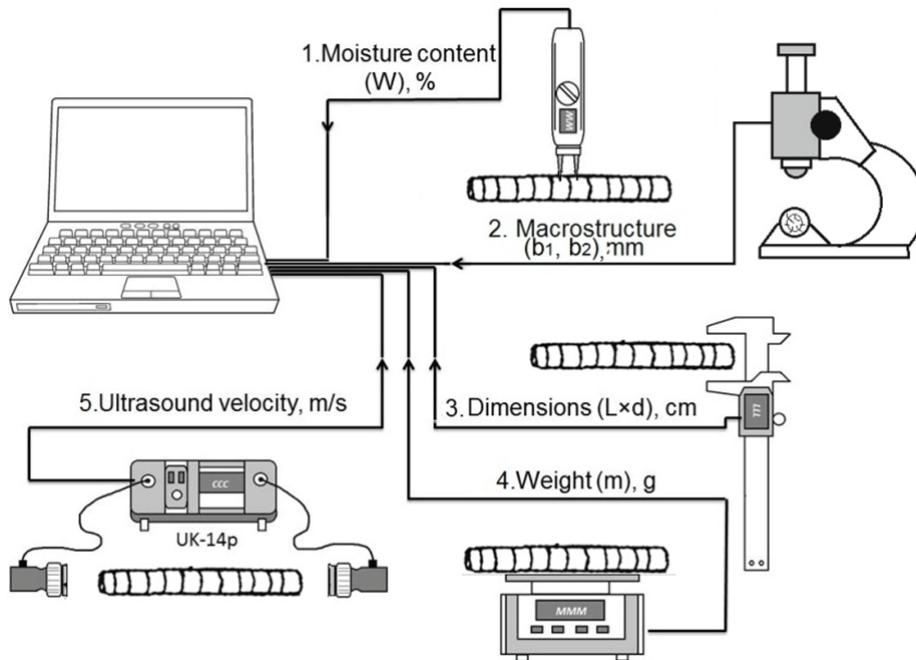 1.Moisture content
(W), %
WW
2. Macrostructure
(b₁, b₂),mm
3.Dimensions (L×d), cm
LLL
4.Weight (m), g
MMM
5.Ultrasound velocity, m/s
CCC
UK-14p